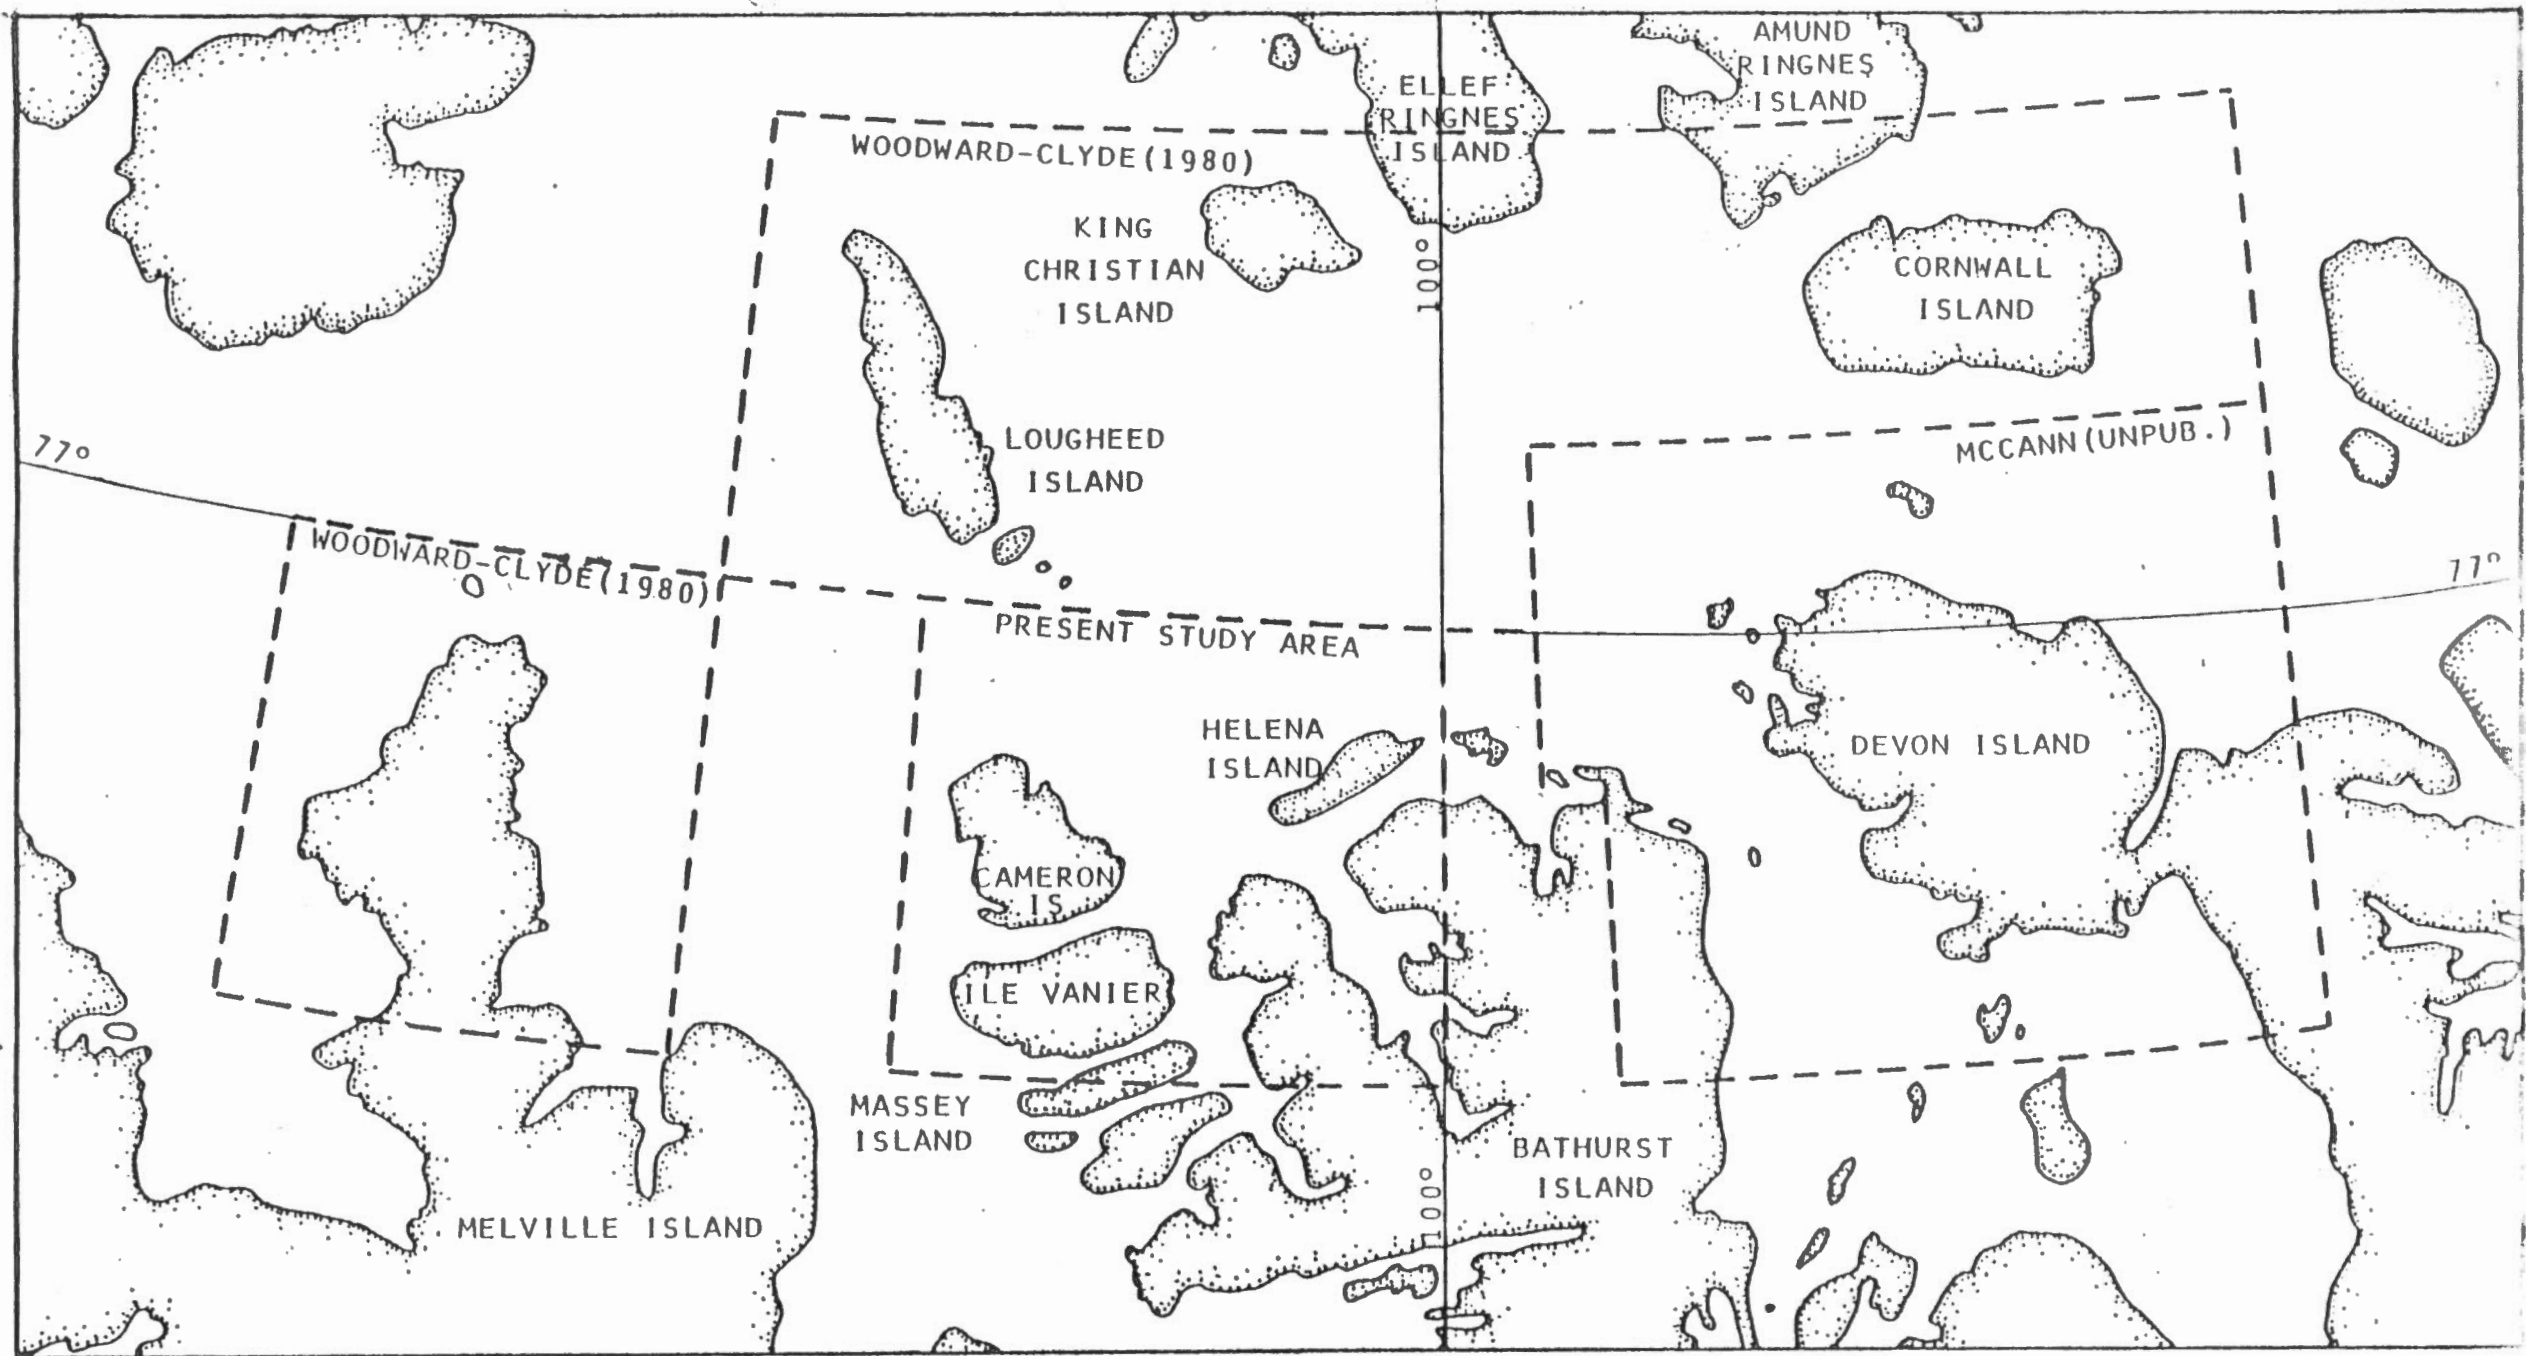 AMUND
RINGNES
ISLAND
ELLEF
RINGNES
ISLAND
WOODWARD-CLYDE(1980)
KING
CHRISTIAN
ISLAND
100°
CORNWALL
ISLAND
LOUGHEED
ISLAND
77°
MCCANN(UNPUB.)
WOODWARD-CLYDE(1980)
77°
PRESENT STUDY AREA
HELENA
ISLAND
DEVON ISLAND
CAMERON
IS
ILE VANIER
MASSEY
ISLAND
BATHURST
ISLAND
100°
MELVILLE ISLAND